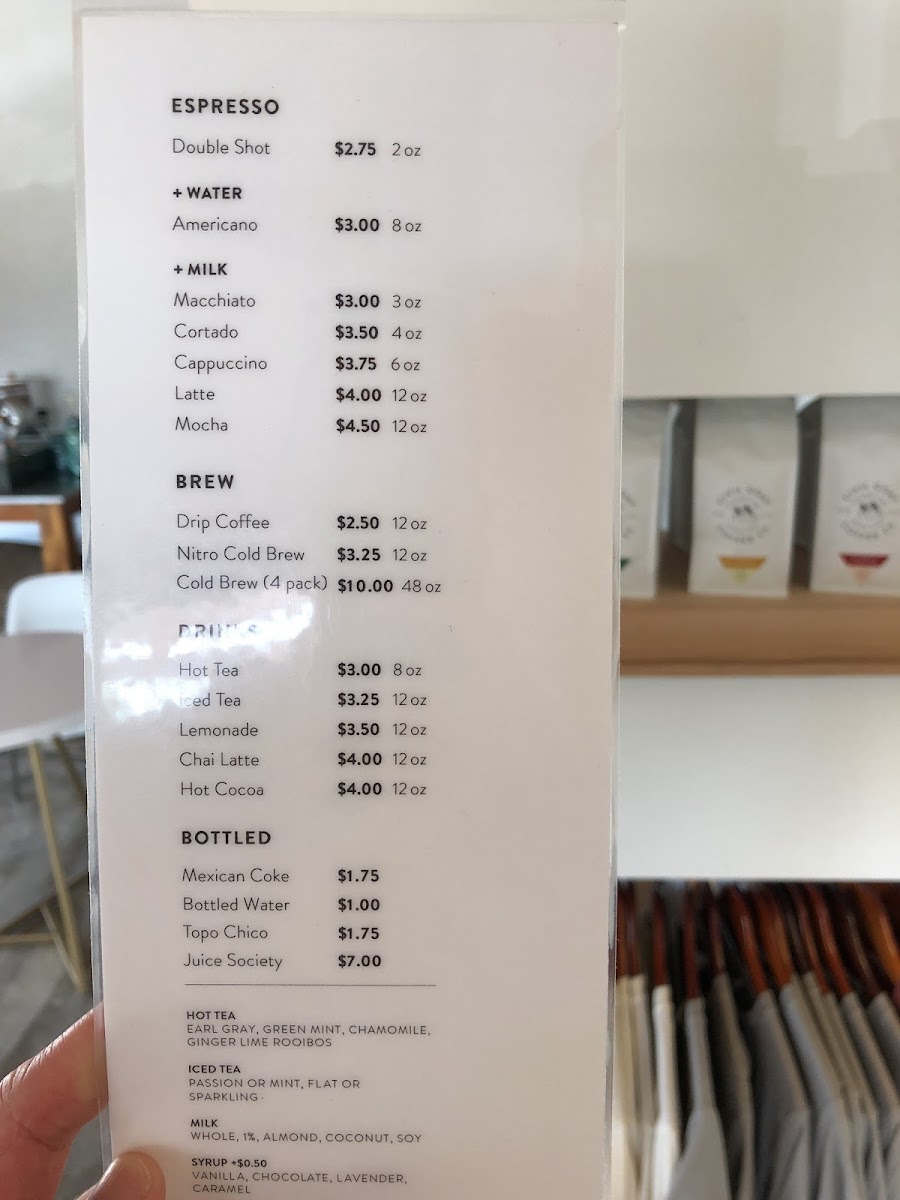 ESPRESSO
Double Shot $2.75 2 oz
+ WATER
Americano $3.00 8 oz
+ MILK
Macchiato $3.00 3 oz
Cortado $3.50 4 oz
Cappuccino $3.75 6 oz
Latte $4.00 12 oz
Mocha $4.50 12 oz
BREW
Drip Coffee $2.50 12 oz
Nitro Cold Brew $3.25 12 oz
Cold Brew (4 pack) $10.00 48 oz
DRINKS
Hot Tea $3.00 8 oz
Iced Tea $3.25 12 oz
Lemonade $3.50 12 oz
Chai Latte $4.00 12 oz
Hot Cocoa $4.00 12 oz
BOTTLED
Mexican Coke $1.75
Bottled Water $1.00
Topo Chico $1.75
Juice Society $7.00
HOT TEA
EARL GRAY, GREEN MINT, CHAMOMILE,
GINGER LIME ROOIBOS
ICED TEA
PASSION OR MINT, FLAT OR
SPARKLING-
MILK
WHOLE, 1%, ALMOND, COCONUT, SOY
SYRUP +$0.50
VANILLA, CHOCOLATE, LAVENDER,
CARAMEL